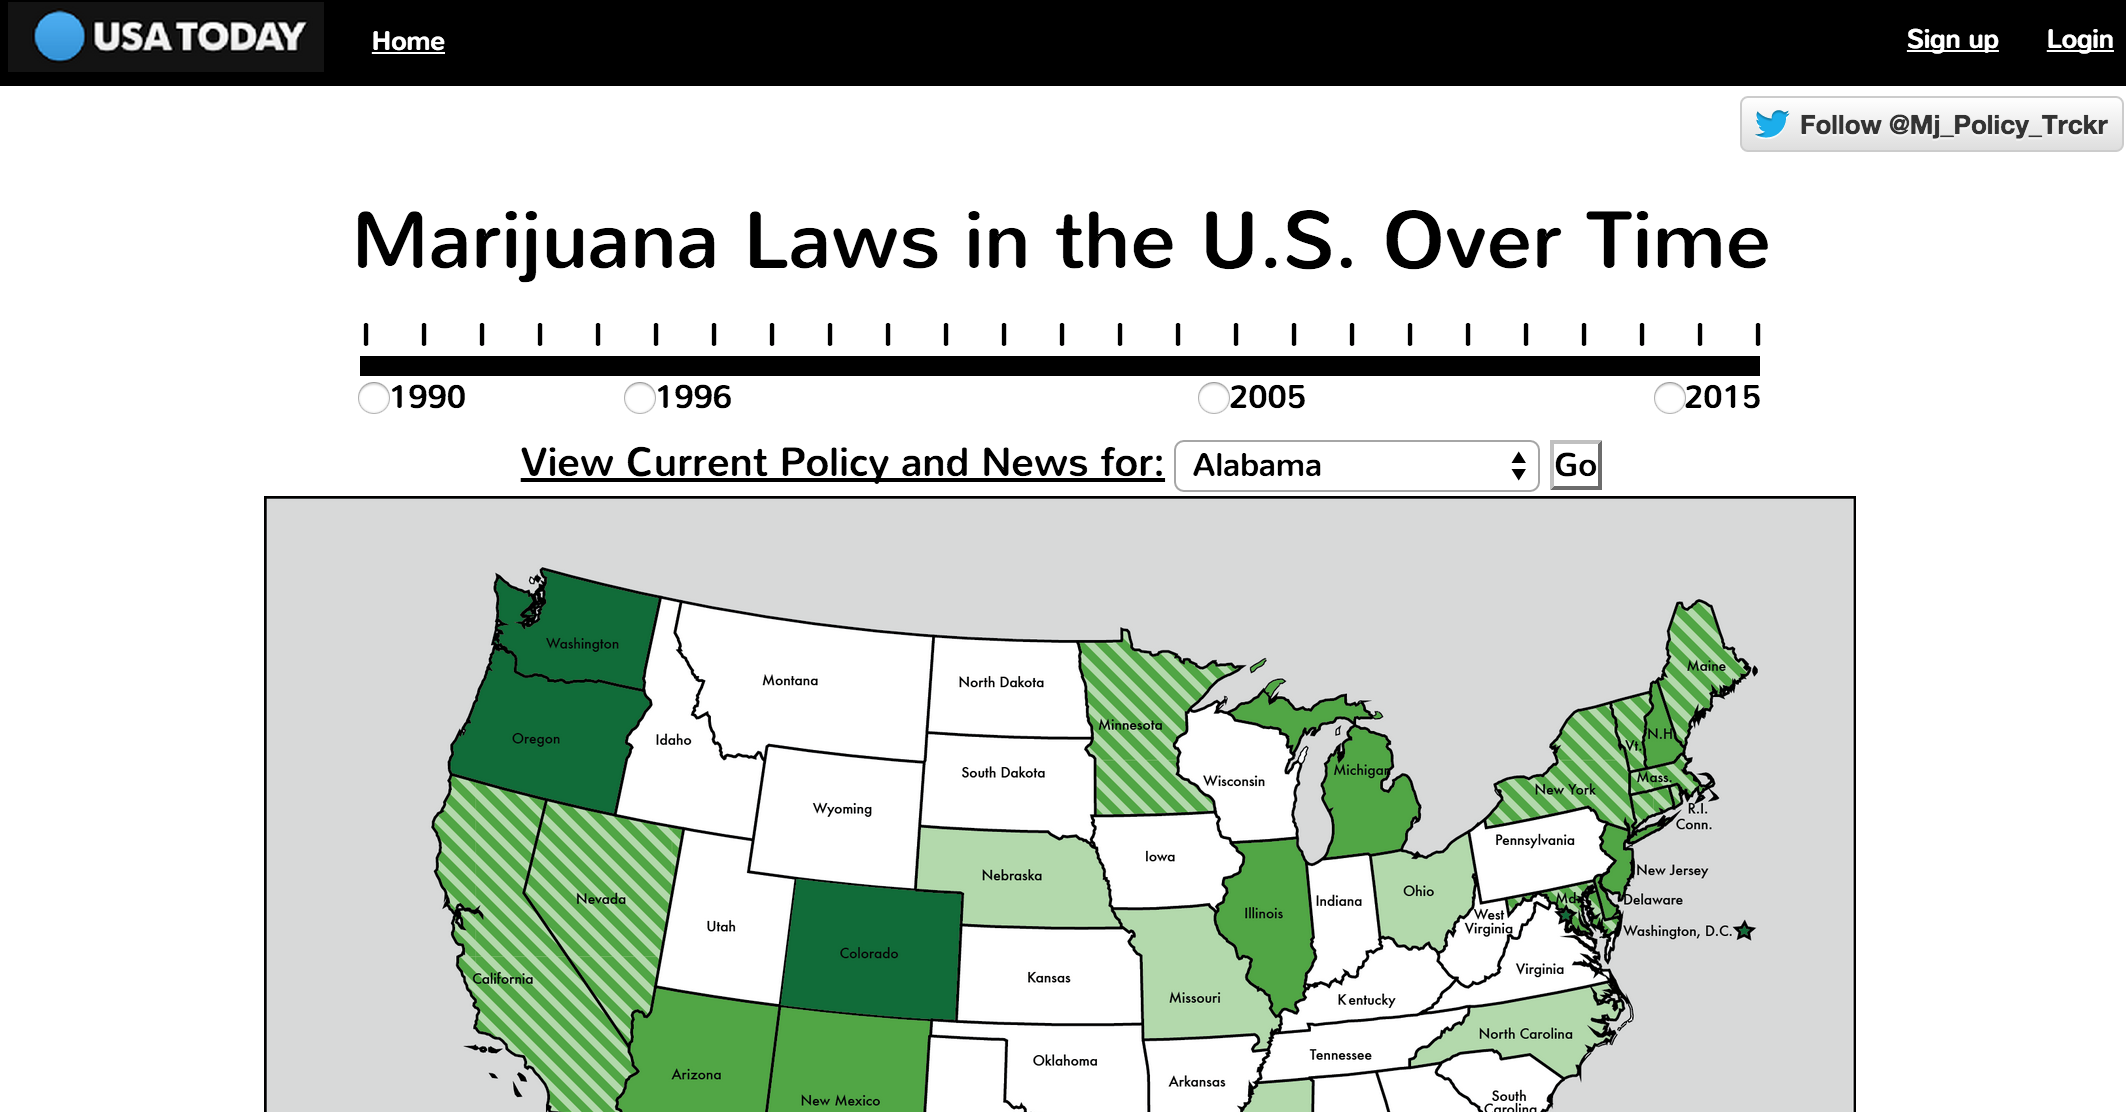 USA TODAY
Home
Sign up
Login
Follow @Mj_Policy_Trckr
Marijuana Laws in the U.S. Over Time
1990
1996
2005
2015
View Current Policy and News for:
Alabama
Go
Washington
Montana
North Dakota
Minnesota
Maine
Oregon
Idaho
N.H
Vt.
South Dakota
Wisconsin
Michigan
Mass.
New York
Wyoming
R.I.
Conn.
Pennsylvania
Iowa
Nebraska
New Jersey
Ohio
Nevada
Indiana
Md
Delaware
Illinois
West
Virginia
Utah
Washington, D.C.
Colorado
Virginia
California
Kansas
Missouri
Kentucky
North Carolina
Tennessee
Oklahoma
Arizona
Arkansas
New Mexico
South
Carolina